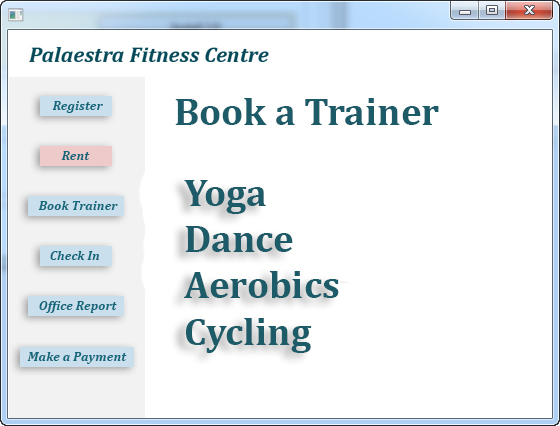 Palaestra Fitness Centre
Register
Rent
Book Trainer
Check In
Office Report
Make a Payment
Book a Trainer
Yoga
Dance
Aerobics
Cycling